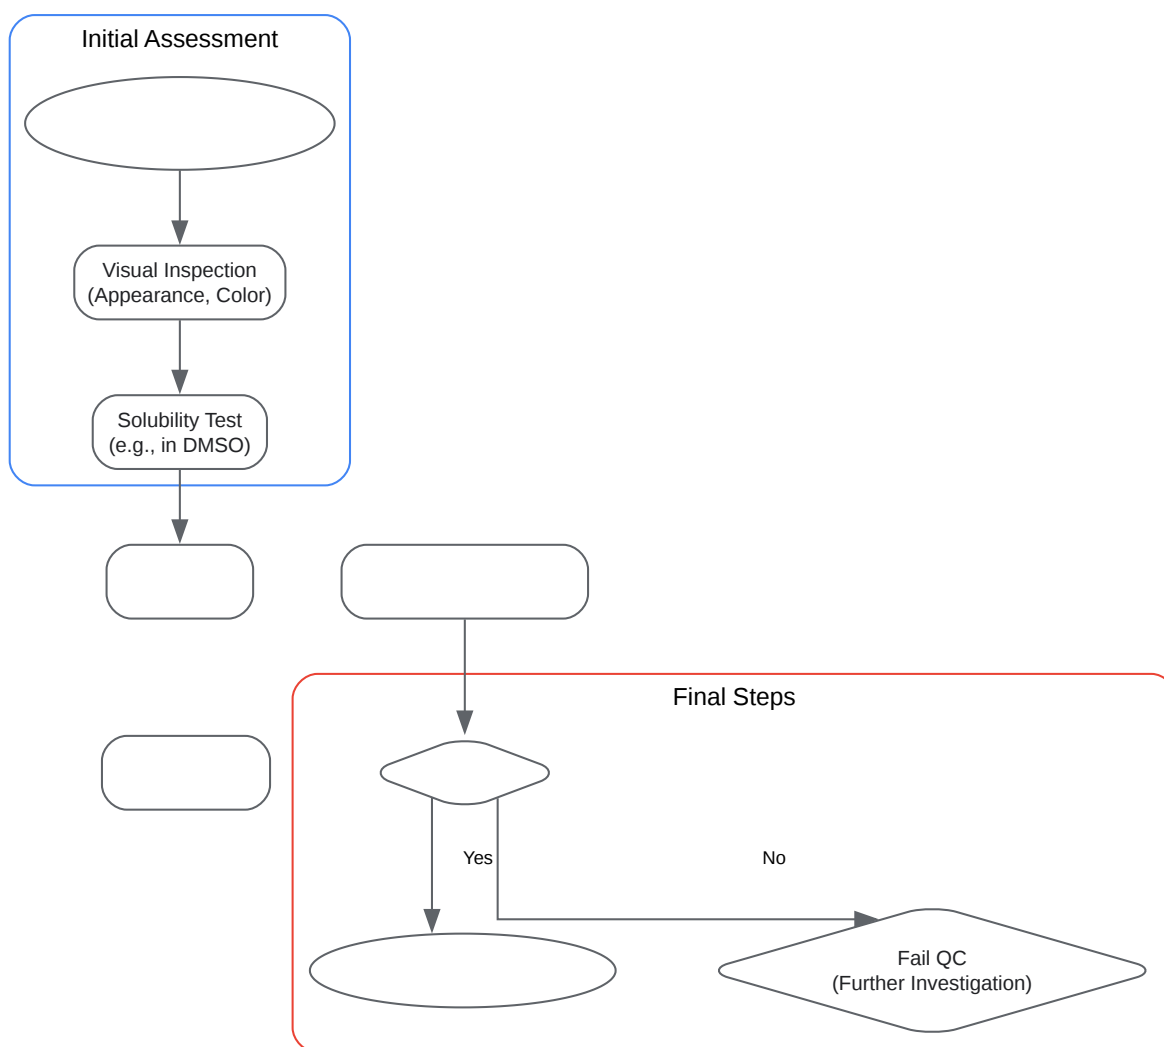 Initial Assessment
Visual Inspection
(Appearance, Color)
Solubility Test
(e.g., in DMSO)
Final Steps
Yes
No
Fail QC
(Further Investigation)